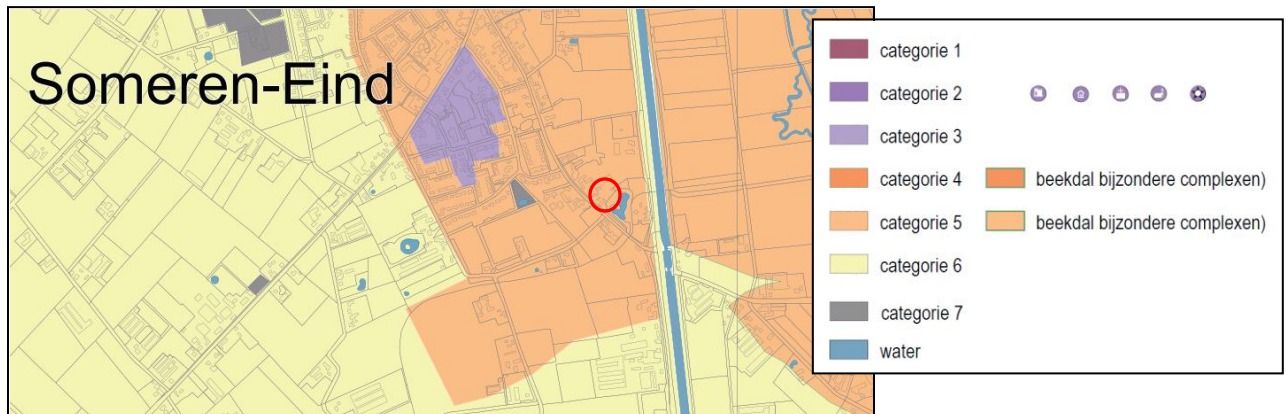 Someren-Eind
categorie 1
categorie 2
categorie 3
categorie 4
beekdal bijzondere complexen)
categorie 5
beekdal bijzondere complexen)
categorie 6
categorie 7
water